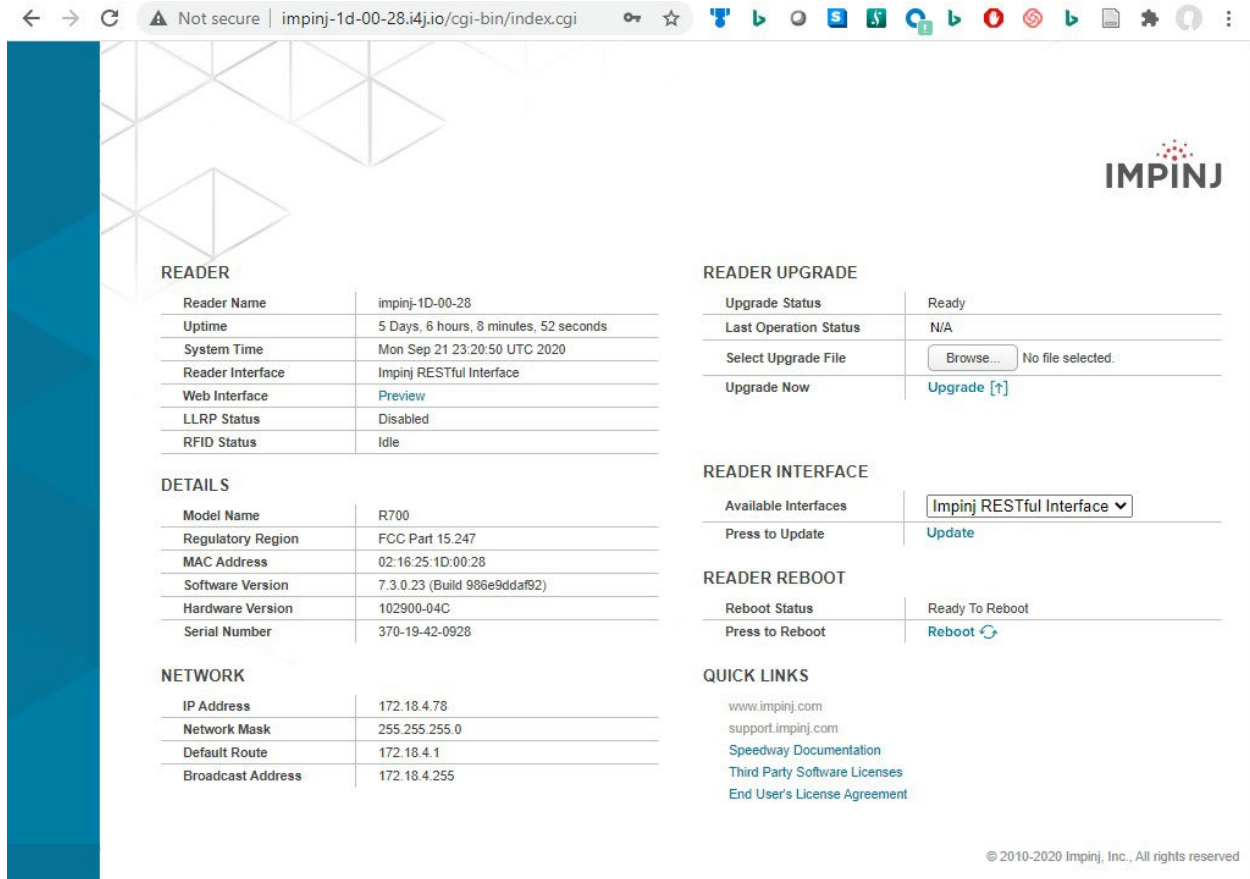 Not secure | impinj-1d-00-28.i4j.io/cgi-bin/index.cgi
IMPINJ
READER
Reader Name impinj-1D-00-28
Uptime 5 Days, 6 hours, 8 minutes, 52 seconds
System Time Mon Sep 21 23:20:50 UTC 2020
Reader Interface Impinj RESTful Interface
Web Interface Preview
LLRP Status Disabled
RFID Status Idle
DETAILS
Model Name R700
Regulatory Region FCC Part 15.247
MAC Address 02:16:25:1D:00:28
Software Version 7.3.0.23 (Build 986e9ddaf92)
Hardware Version 102900-04C
Serial Number 370-19-42-0928
NETWORK
IP Address 172.18.4.78
Network Mask 255.255.255.0
Default Route 172.18.4.1
Broadcast Address 172.18.4.255
READER UPGRADE
Upgrade Status Ready
Last Operation Status N/A
Select Upgrade File Browse... No file selected.
Upgrade Now Upgrade [↑]
READER INTERFACE
Available Interfaces Impinj RESTful Interface
Press to Update Update
READER REBOOT
Reboot Status Ready To Reboot
Press to Reboot Reboot
QUICK LINKS
www.impinj.com
support.impinj.com
Speedway Documentation
Third Party Software Licenses
End User's License Agreement
© 2010-2020 Impinj, Inc., All rights reserved